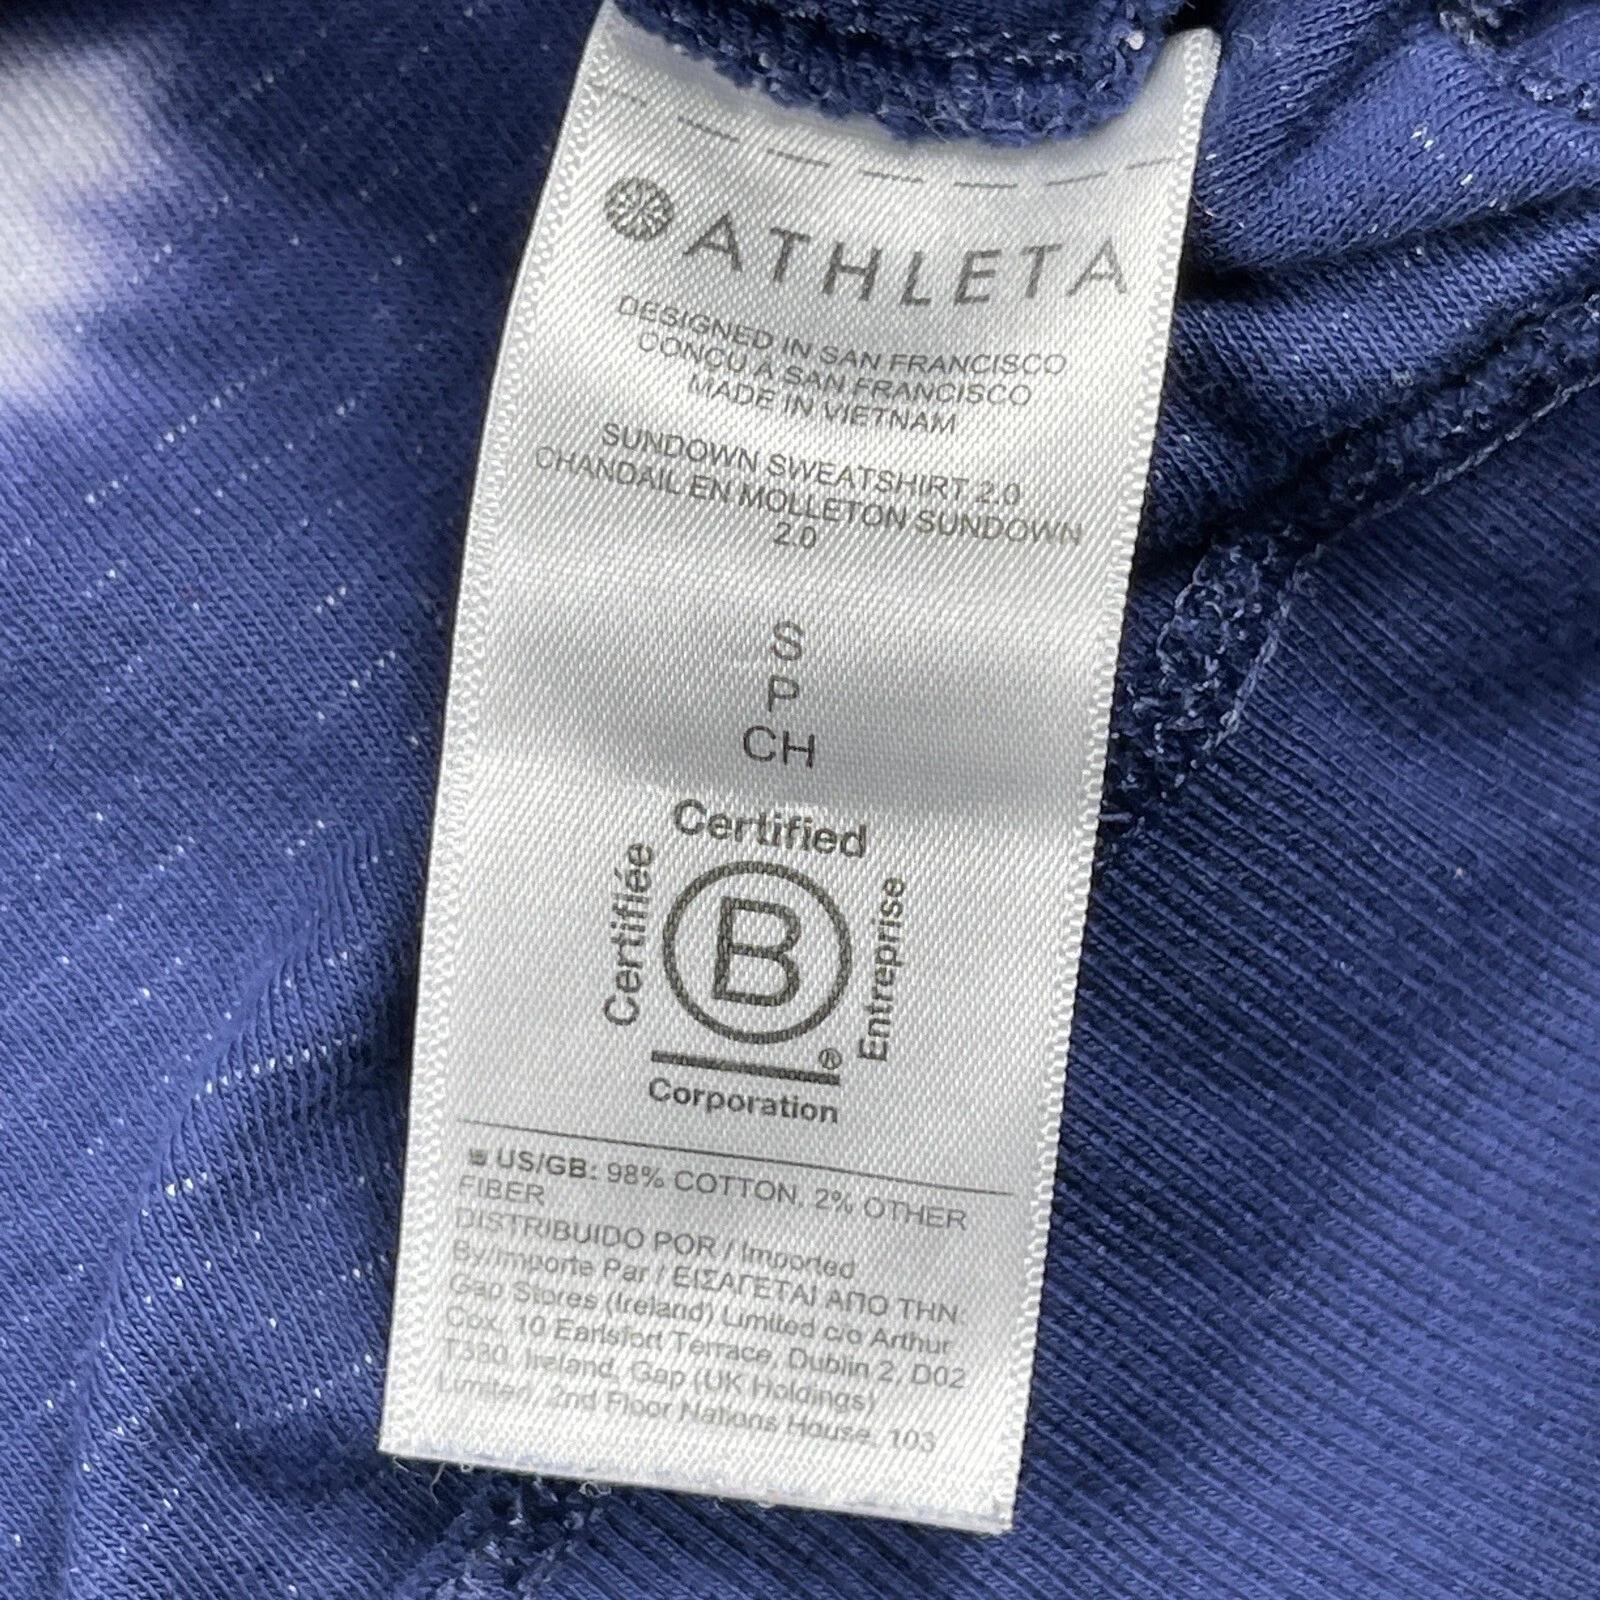 ATHLETA
DESIGNED IN SAN FRANCISCO
CONÇU À SAN FRANCISCO
MADE IN VIETNAM
SUNDOWN SWEATSHIRT 2.0
CHANDAIL EN MOLLETON SUNDOWN
2.0
S
P
CH
Certified
Certifiée
B
Entreprise
®
Corporation
US/GB: 98% COTTON, 2% OTHER
FIBER
DISTRIBUIDO POR / Imported
By/Importe Par / ΕΙΣΑΓΕΤΑΙ ΑΠΟ ΤΗΝ:
Gap Stores (Ireland) Limited c/o Arthur
Cox, 10 Earlsfort Terrace, Dublin 2, D02
T380, Ireland, Gap (UK Holdings)
Limited, 2nd Floor Nations House, 103